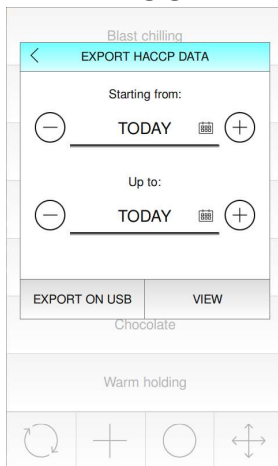 Blast chilling
EXPORT HACCP DATA
Starting from:
TODAY
Up to:
TODAY
EXPORT ON USB
VIEW
Chocolate
Warm holding